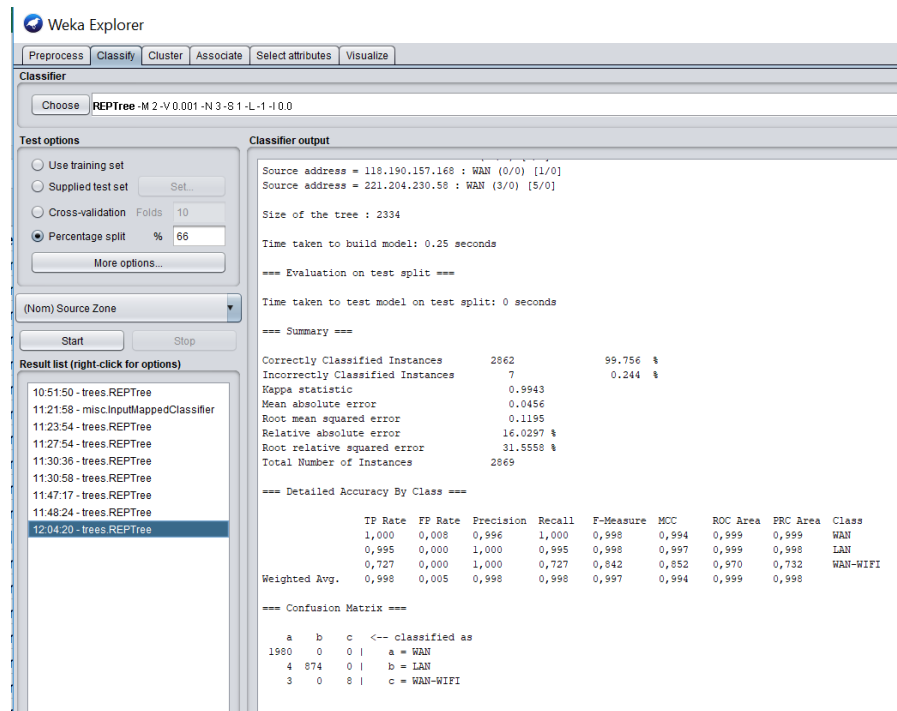 Weka Explorer
Preprocess Classify Cluster Associate Select attributes Visualize
Classifier
Choose REPTree -M 2 -V 0.001 -N 3 -S 1 -L -1 -I 0.0
Test options
Use training set
Supplied test set Set...
Cross-validation Folds 10
Percentage split % 66
More options...
(Nom) Source Zone
Start Stop
Result list (right-click for options)
10:51:50 - trees.REPTree
11:21:58 - misc.InputMappedClassifier
11:23:54 - trees.REPTree
11:27:54 - trees.REPTree
11:30:36 - trees.REPTree
11:30:58 - trees.REPTree
11:47:17 - trees.REPTree
11:48:24 - trees.REPTree
12:04:20 - trees.REPTree
Classifier output
Source address = 118.190.157.168 : WAN (0/0) [1/0]
Source address = 221.204.230.58 : WAN (3/0) [5/0]
Size of the tree : 2334
Time taken to build model: 0.25 seconds
=== Evaluation on test split ===
Time taken to test model on test split: 0 seconds
=== Summary ===
Correctly Classified Instances 2862 99.756 %
Incorrectly Classified Instances 7 0.244 %
Kappa statistic 0.9943
Mean absolute error 0.0456
Root mean squared error 0.1195
Relative absolute error 16.0297 %
Root relative squared error 31.5558 %
Total Number of Instances 2869
=== Detailed Accuracy By Class ===
TP Rate FP Rate Precision Recall F-Measure MCC ROC Area PRC Area Class
1,000 0,008 0,996 1,000 0,998 0,994 0,999 0,999 WAN
0,995 0,000 1,000 0,995 0,998 0,997 0,999 0,998 LAN
0,727 0,000 1,000 0,727 0,842 0,852 0,970 0,732 WAN-WIFI
Weighted Avg. 0,998 0,005 0,998 0,998 0,997 0,994 0,999 0,998
=== Confusion Matrix ===
a b c <-- classified as
1980 0 0 | a = WAN
4 874 0 | b = LAN
3 0 8 | c = WAN-WIFI